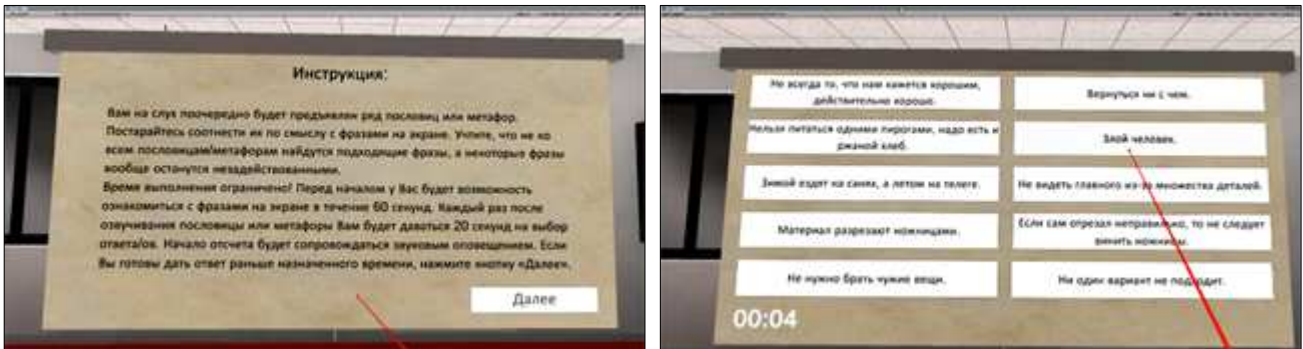 Инструкция:
Вам на слух поочередно будет предъявлен ряд пословиц или метафор.
Постарайтесь соотнести их по смыслу с фразами на экране. Учтите, что не ко
всем пословицам/метафорам найдутся подходящие фразы, а некоторые фразы
вообще останутся незадействованными.
Время выполнения ограничено! Перед началом у Вас будет возможность
ознакомиться с фразами на экране в течение 60 секунд. Каждый раз после
озвучивания пословицы или метафоры Вам будет даваться 20 секунд на выбор
ответа/ов. Начало отсчета будет сопровождаться звуковым оповещением. Если
Вы готовы дать ответ раньше назначенного времени, нажмите кнопку «Далее».
Далее
Не всегда то, что нам кажется хорошим,
действительно хорошо.
Вернуться ни с чем.
Нельзя питаться одними пирогами, надо есть и
ржаной хлеб.
Злой человек.
Зимой ездят на санях, а летом на телеге.
Не видеть главного из-за множества деталей.
Материал разрезают ножницами.
Если сам отрезал неправильно, то не следует
винить ножницы.
Не нужно брать чужие вещи.
Ни один вариант не подходит.
00:04